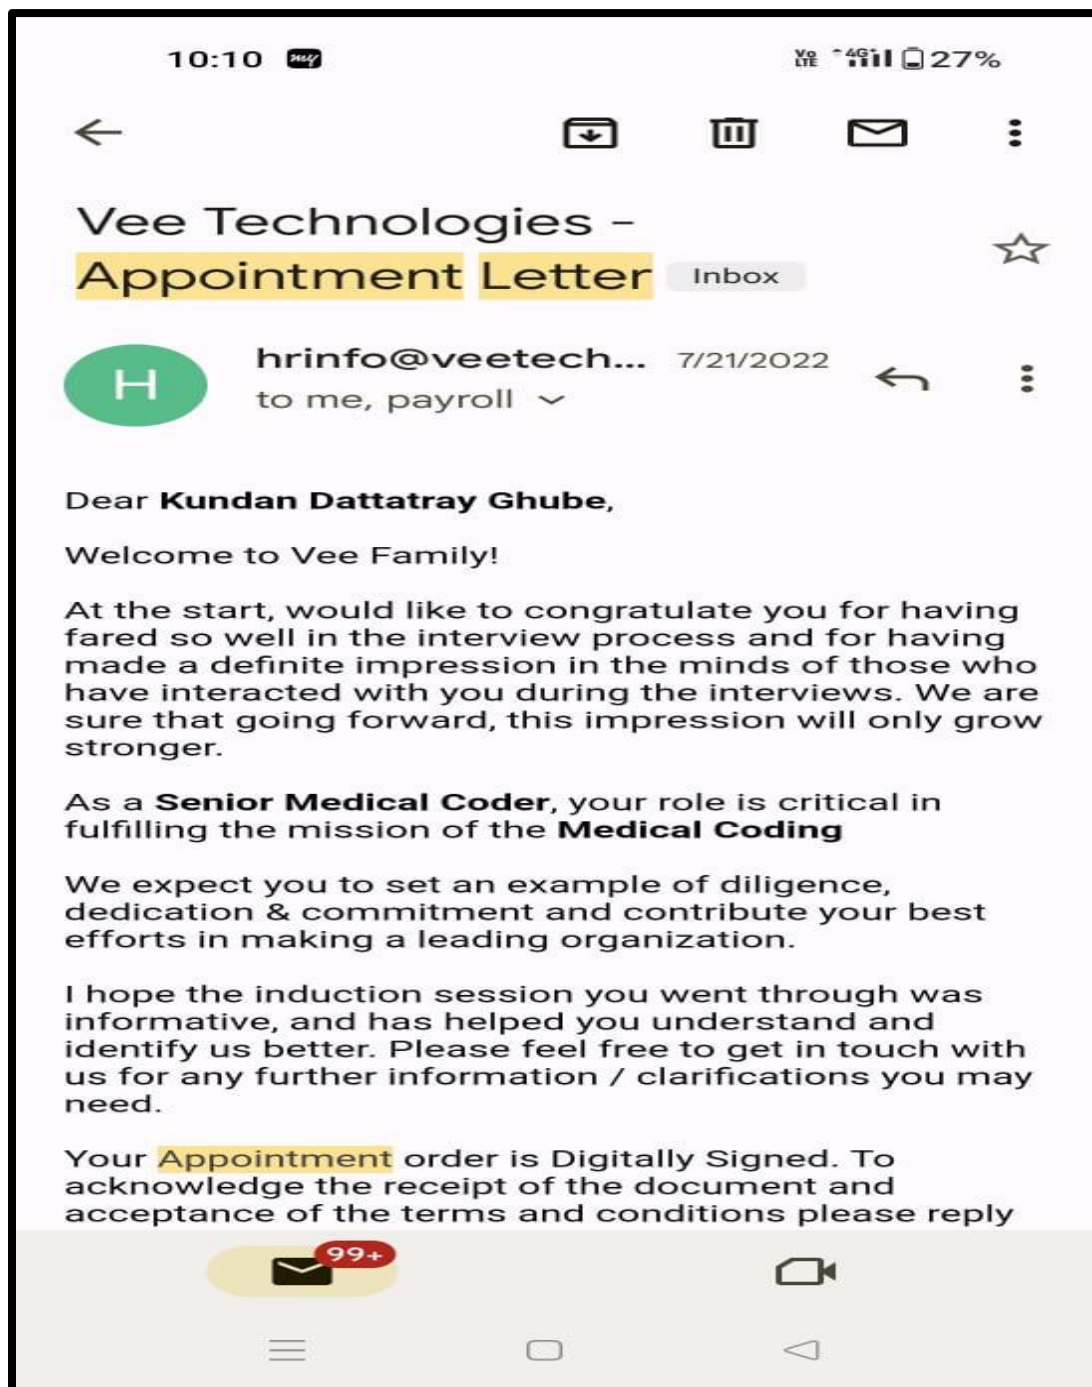 10:10 my Vo LTE 4G+ 27%
Vee Technologies -
Appointment Letter Inbox
H
hrinfo@veetech... 7/21/2022
to me, payroll
Dear Kundan Dattatray Ghube,
Welcome to Vee Family!
At the start, would like to congratulate you for having
fared so well in the interview process and for having
made a definite impression in the minds of those who
have interacted with you during the interviews. We are
sure that going forward, this impression will only grow
stronger.
As a Senior Medical Coder, your role is critical in
fulfilling the mission of the Medical Coding
We expect you to set an example of diligence,
dedication & commitment and contribute your best
efforts in making a leading organization.
I hope the induction session you went through was
informative, and has helped you understand and
identify us better. Please feel free to get in touch with
us for any further information / clarifications you may
need.
Your Appointment order is Digitally Signed. To
acknowledge the receipt of the document and
acceptance of the terms and conditions please reply
99+